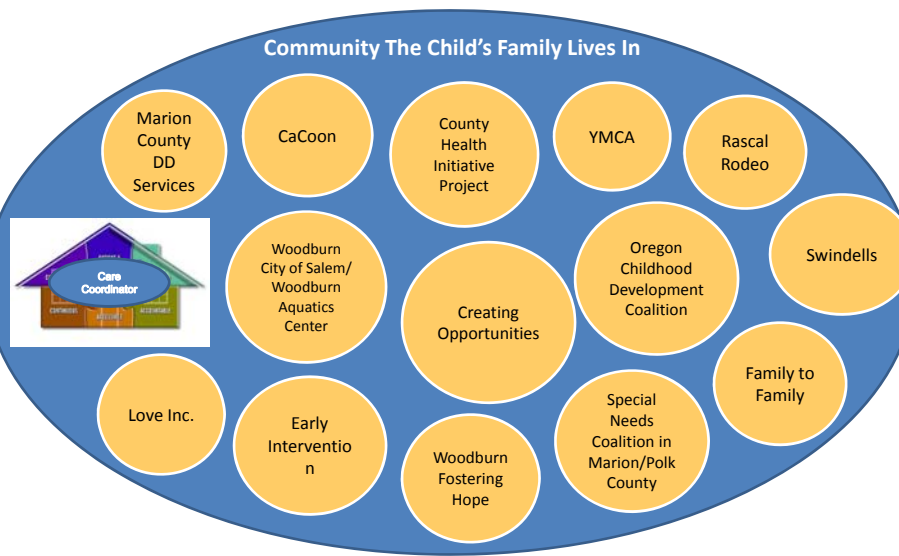 Community The Child's Family Lives In
Marion
County
DD
Services
CaCoon
County
Health
Initiative
Project
YMCA
Rascal
Rodeo
Care
Coordinator
CONTINUOUS
ACCOUNTABLE
Woodburn
City of Salem/
Woodburn
Aquatics
Center
Creating
Opportunities
Oregon
Childhood
Development
Coalition
Swindells
Love Inc.
Early
Interventio
n
Woodburn
Fostering
Hope
Special
Needs
Coalition in
Marion/Polk
County
Family to
Family